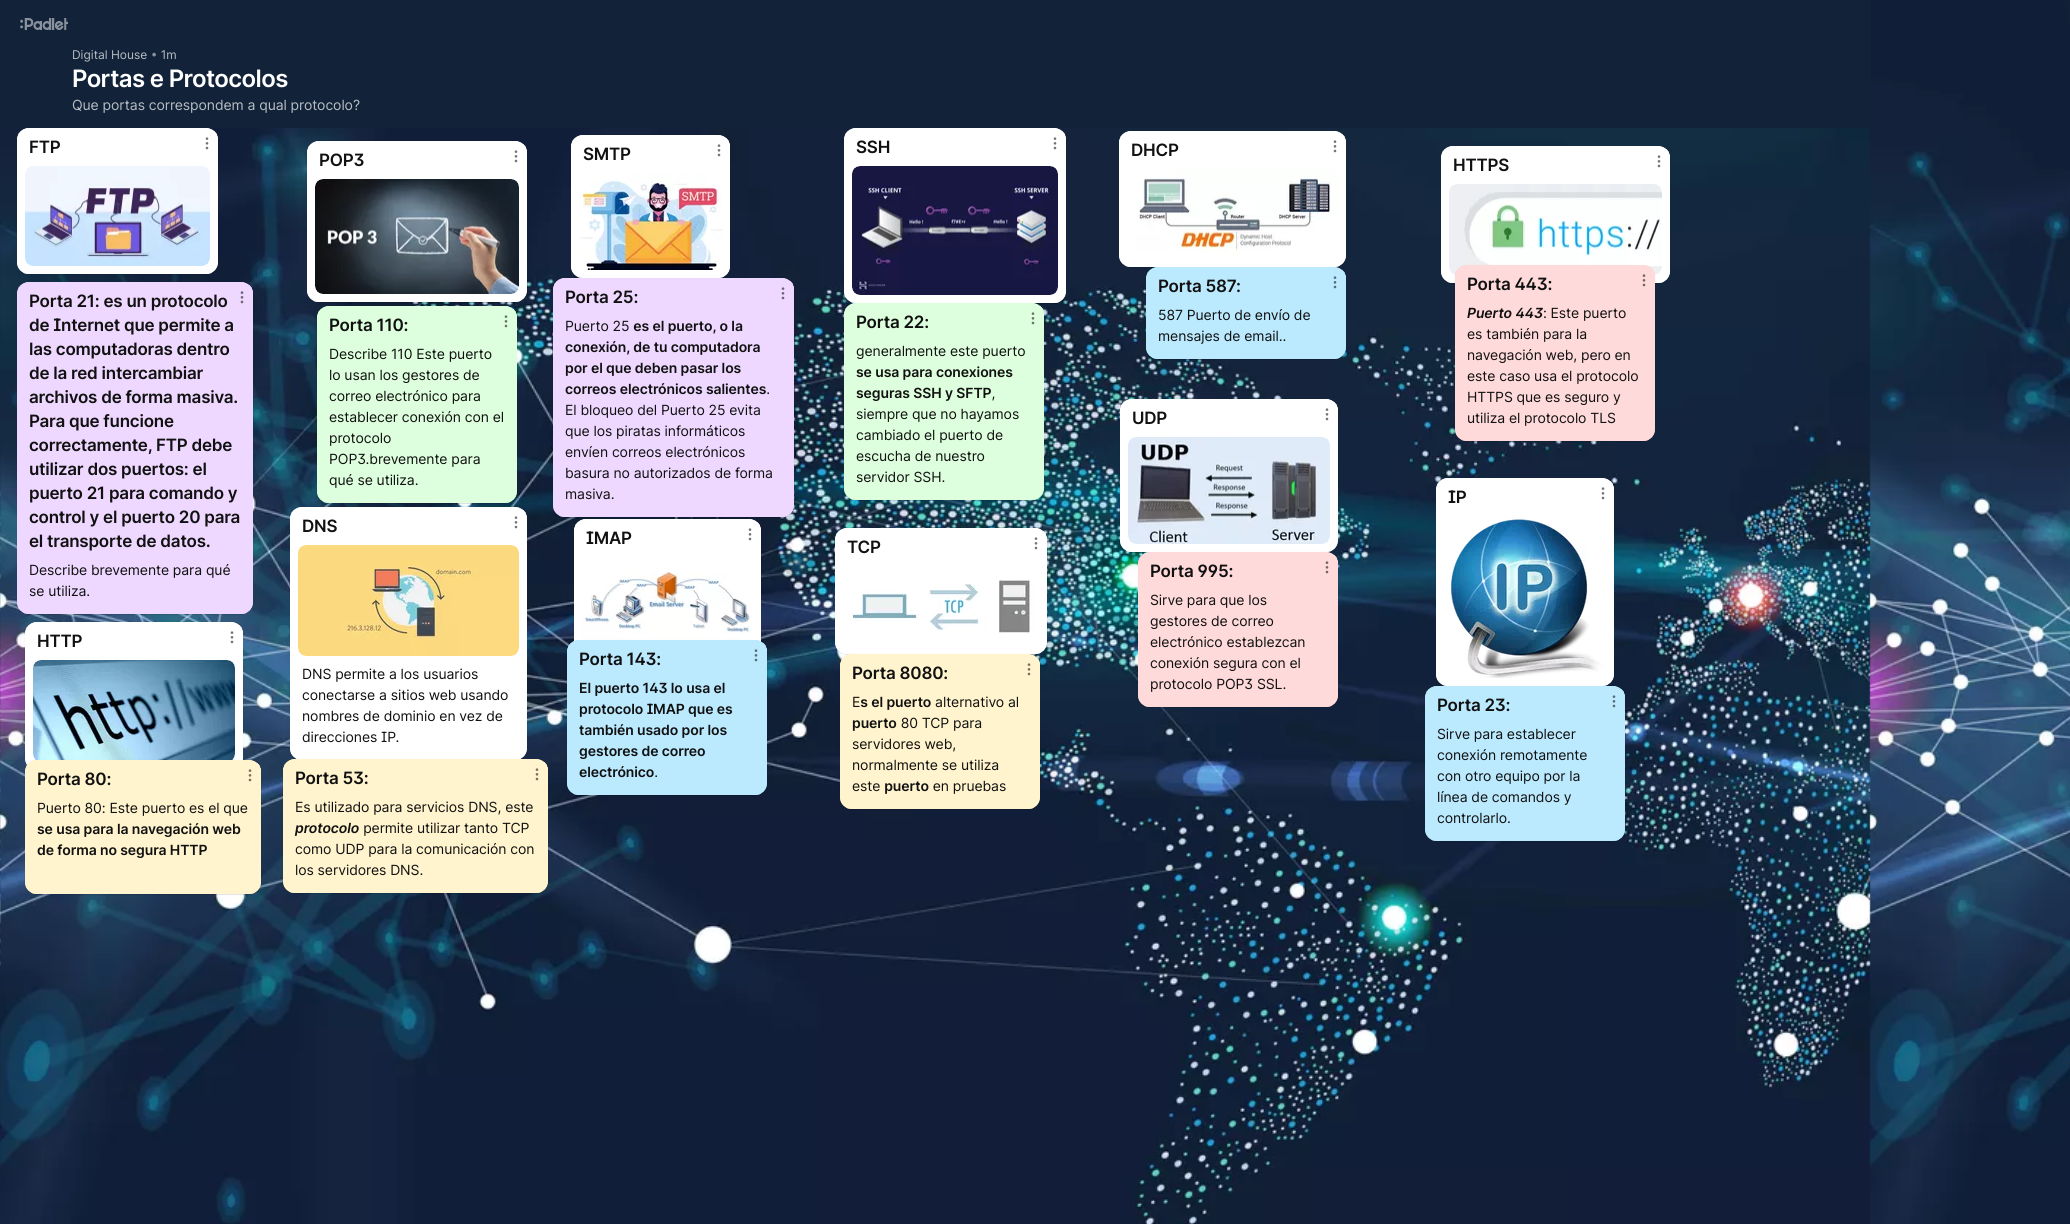 :Padlet
Digital House • 1m
Portas e Protocolos
Que portas correspondem a qual protocolo?
FTP
FTP
Porta 21: es un protocolo
de Internet que permite a
las computadoras dentro
de la red intercambiar
archivos de forma masiva.
Para que funcione
correctamente, FTP debe
utilizar dos puertos: el
puerto 21 para comando y
control y el puerto 20 para
el transporte de datos.
Describe brevemente para qué
se utiliza.
HTTP
http://www
Porta 80:
Puerto 80: Este puerto es el que
se usa para la navegación web
de forma no segura HTTP
POP3
POP 3
Porta 110:
Describe 110 Este puerto
lo usan los gestores de
correo electrónico para
establecer conexión con el
protocolo
POP3.brevemente para
qué se utiliza.
DNS
domain.com
216.3.128.12
DNS permite a los usuarios
conectarse a sitios web usando
nombres de dominio en vez de
direcciones IP.
Porta 53:
Es utilizado para servicios DNS, este
protocolo permite utilizar tanto TCP
como UDP para la comunicación con
los servidores DNS.
SMTP
SMTP
Porta 25:
Puerto 25 es el puerto, o la
conexión, de tu computadora
por el que deben pasar los
correos electrónicos salientes.
El bloqueo del Puerto 25 evita
que los piratas informáticos
envíen correos electrónicos
basura no autorizados de forma
masiva.
IMAP
IMAP IMAP
IMAP IMAP
Email Server
Smartphone Desktop PC Tablet Desktop PC
Porta 143:
El puerto 143 lo usa el
protocolo IMAP que es
también usado por los
gestores de correo
electrónico.
SSH
SSH CLIENT SSH SERVER
Hello ! Hello !
Porta 22:
generalmente este puerto
se usa para conexiones
seguras SSH y SFTP,
siempre que no hayamos
cambiado el puerto de
escucha de nuestro
servidor SSH.
TCP
TCP
Porta 8080:
Es el puerto alternativo al
puerto 80 TCP para
servidores web,
normalmente se utiliza
este puerto en pruebas
DHCP
DHCP Client Router DHCP Server
DHCP Dynamic Host
Configuration Protocol
Porta 587:
587 Puerto de envío de
mensajes de email..
UDP
UDP
Request
Response
Response
Client Server
Porta 995:
Sirve para que los
gestores de correo
electrónico establezcan
conexión segura con el
protocolo POP3 SSL.
HTTPS
https://
Porta 443:
Puerto 443: Este puerto
es también para la
navegación web, pero en
este caso usa el protocolo
HTTPS que es seguro y
utiliza el protocolo TLS
IP
IP
Porta 23:
Sirve para establecer
conexión remotamente
con otro equipo por la
línea de comandos y
controlarlo.